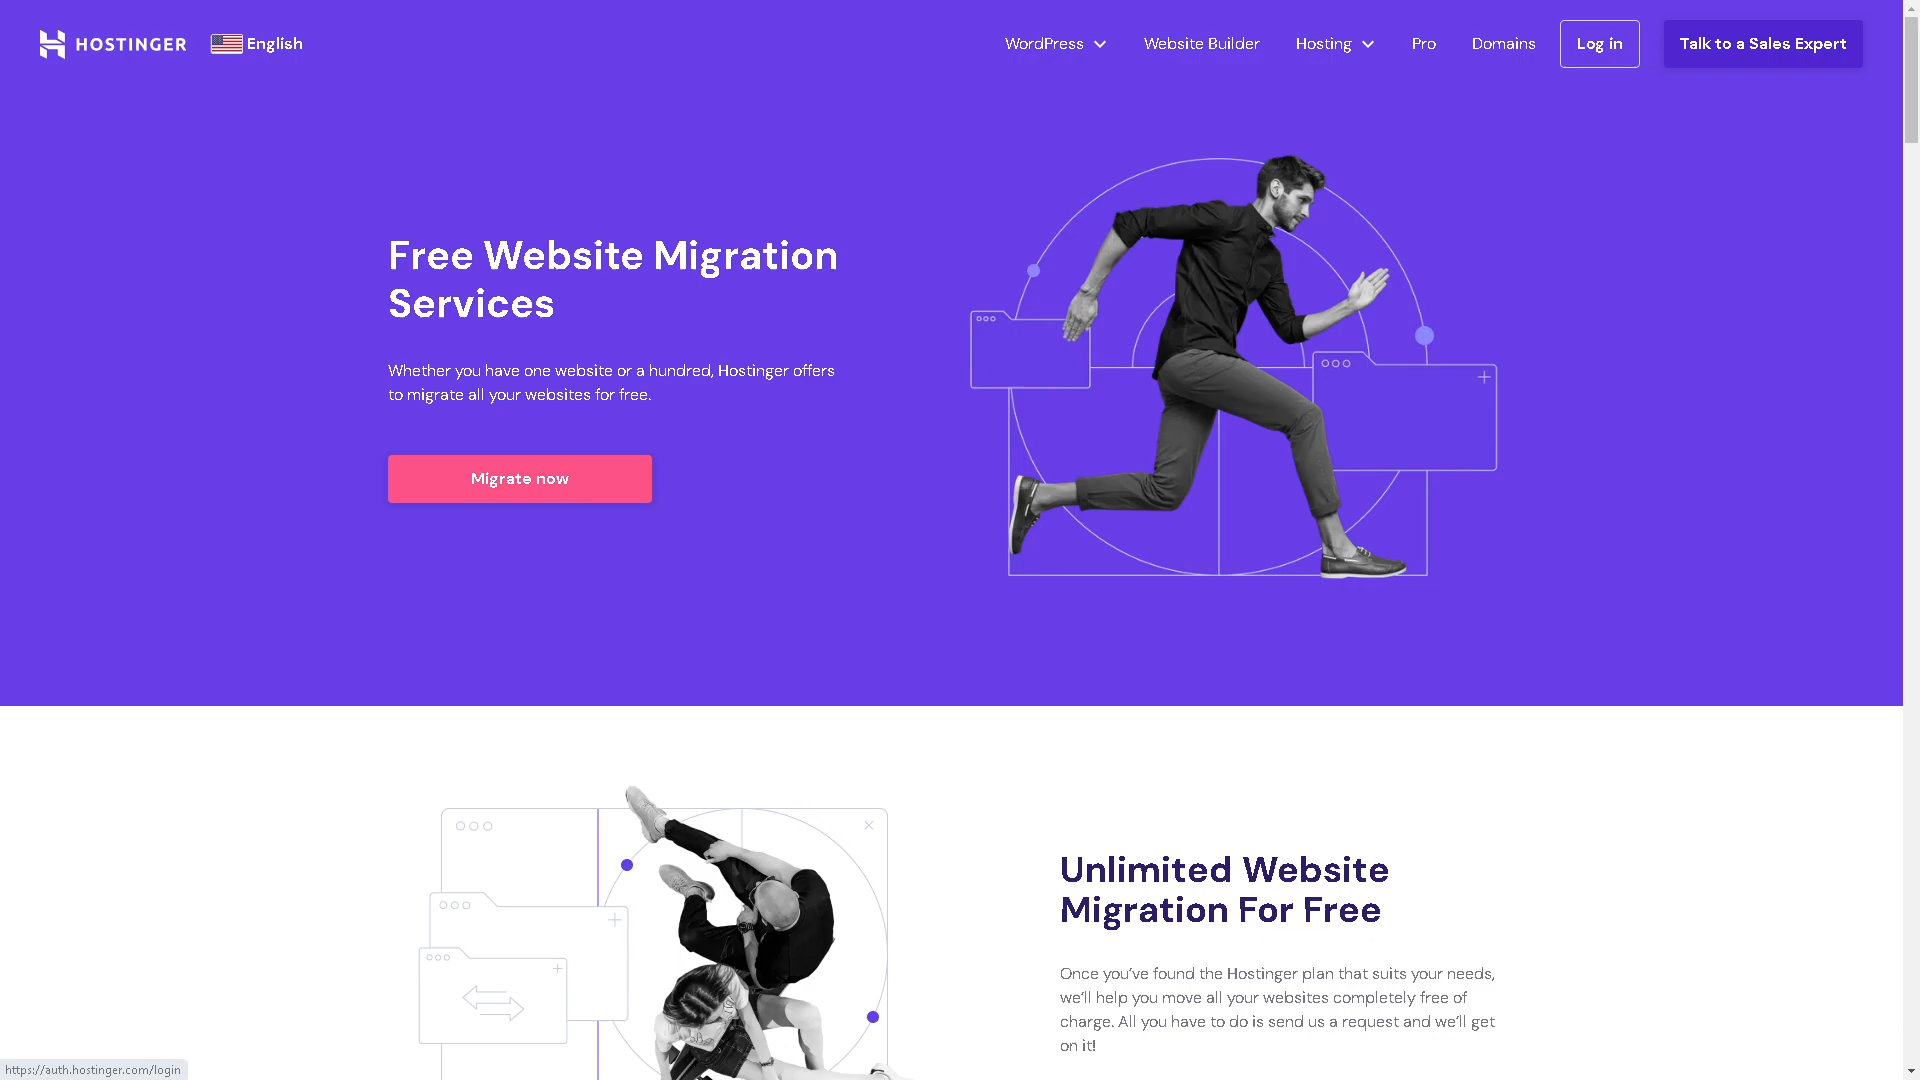 HOSTINGER
English
WordPress
Website Builder
Hosting
Pro
Domains
Log in
Talk to a Sales Expert
Free Website Migration
Services
Whether you have one website or a hundred, Hostinger offers
to migrate all your websites for free.
Migrate now
Unlimited Website
Migration For Free
Once you’ve found the Hostinger plan that suits your needs,
we’ll help you move all your websites completely free of
charge. All you have to do is send us a request and we’ll get
on it!
https://auth.hostinger.com/login